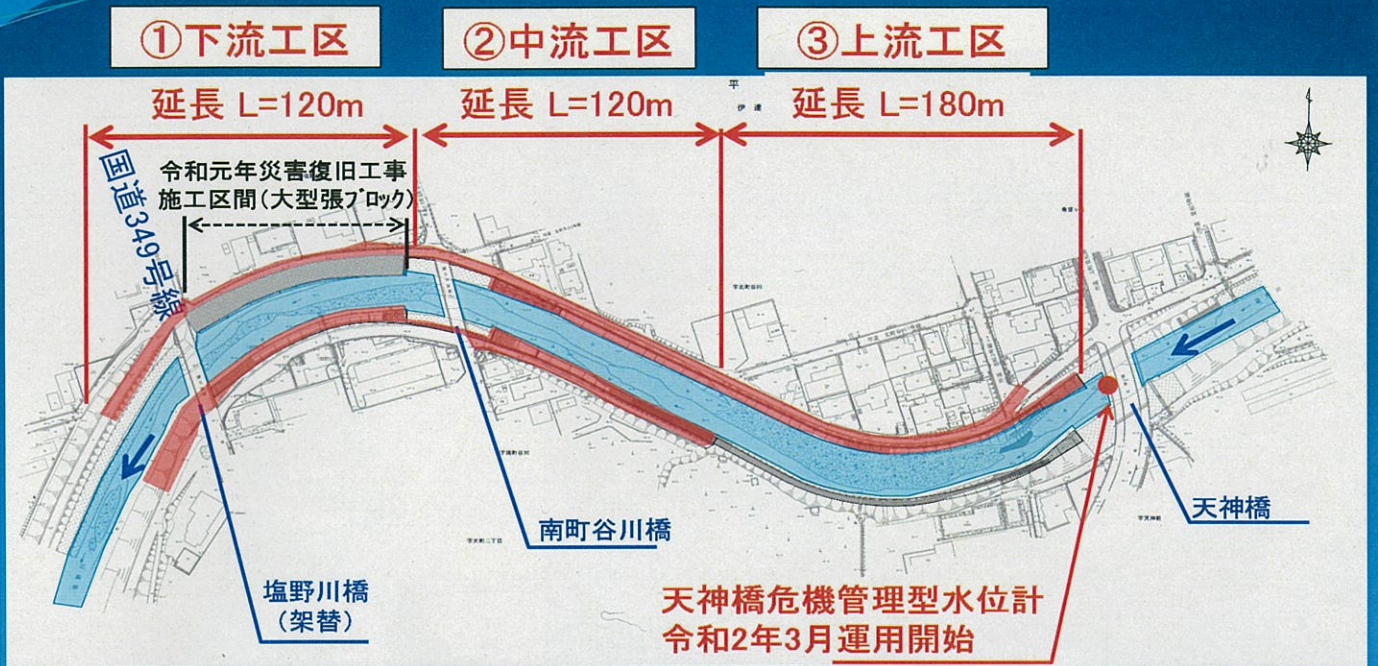 ①下流工区
②中流工区
③上流工区
延長 L=120m
延長 L=120m
延長 L=180m
平
伊達
国道349号線
令和元年災害復旧工事
施工区間(大型張ブロック)
南町谷川橋
天神橋
塩野川橋
(架替)
天神橋危機管理型水位計
令和2年3月運用開始